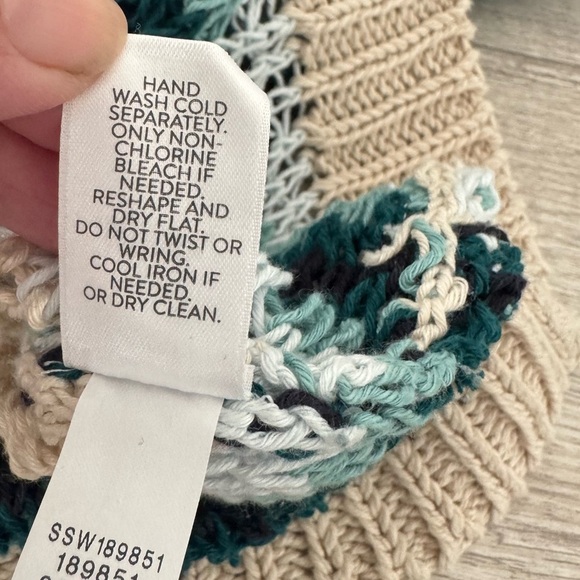 HAND
WASH COLD
SEPARATELY.
ONLY NON-
CHLORINE
BLEACH IF
NEEDED.
RESHAPE AND
DRY FLAT.
DO NOT TWIST OR
WRING.
COOL IRON IF
NEEDED.
OR DRY CLEAN.
SSW189851
189851